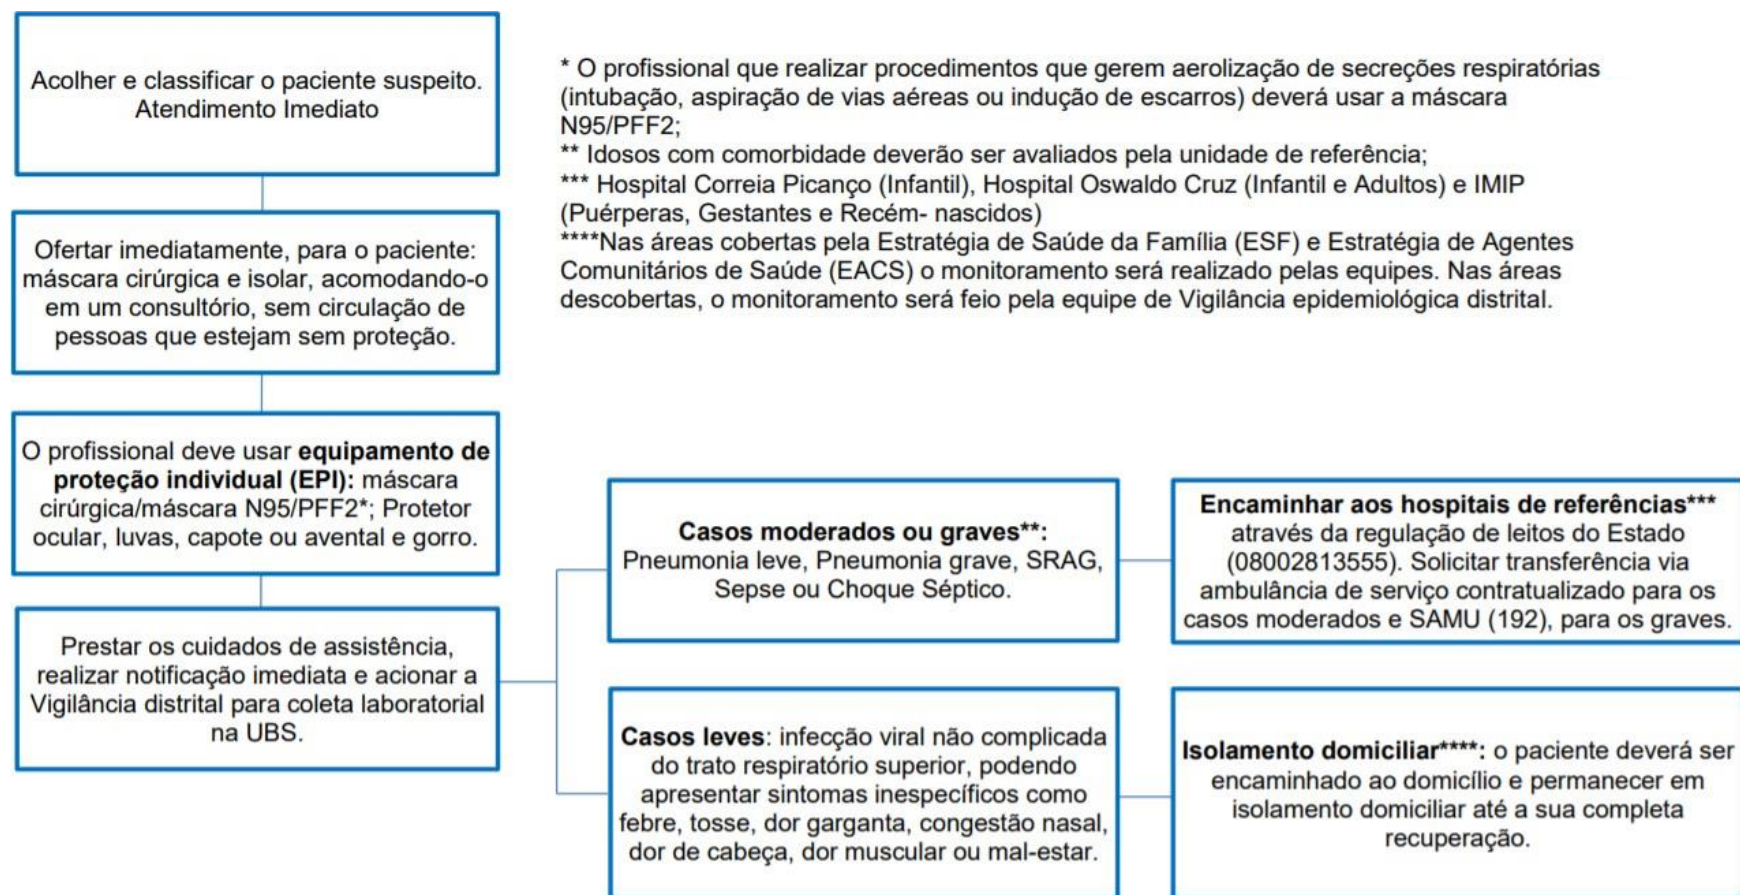 Acolher e classificar o paciente suspeito.
Atendimento Imediato
* O profissional que realizar procedimentos que gerem aerolização de secreções respiratórias
(intubação, aspiração de vias aéreas ou indução de escarros) deverá usar a máscara
N95/PFF2;
** Idosos com comorbidade deverão ser avaliados pela unidade de referência;
*** Hospital Correia Picanço (Infantil), Hospital Oswaldo Cruz (Infantil e Adultos) e IMIP
(Puérperas, Gestantes e Recém- nascidos)
****Nas áreas cobertas pela Estratégia de Saúde da Família (ESF) e Estratégia de Agentes
Comunitários de Saúde (EACS) o monitoramento será realizado pelas equipes. Nas áreas
descobertas, o monitoramento será feio pela equipe de Vigilância epidemiológica distrital.
Ofertar imediatamente, para o paciente:
máscara cirúrgica e isolar, acomodando-o
em um consultório, sem circulação de
pessoas que estejam sem proteção.
O profissional deve usar equipamento de
proteção individual (EPI): máscara
cirúrgica/máscara N95/PFF2*; Protetor
ocular, luvas, capote ou avental e gorro.
Prestar os cuidados de assistência,
realizar notificação imediata e acionar a
Vigilância distrital para coleta laboratorial
na UBS.
Casos moderados ou graves**:
Pneumonia leve, Pneumonia grave, SRAG,
Sepse ou Choque Séptico.
Encaminhar aos hospitais de referências***
através da regulação de leitos do Estado
(08002813555). Solicitar transferência via
ambulância de serviço contratualizado para os
casos moderados e SAMU (192), para os graves.
Casos leves: infecção viral não complicada
do trato respiratório superior, podendo
apresentar sintomas inespecíficos como
febre, tosse, dor garganta, congestão nasal,
dor de cabeça, dor muscular ou mal-estar.
Isolamento domiciliar****: o paciente deverá ser
encaminhado ao domicílio e permanecer em
isolamento domiciliar até a sua completa
recuperação.